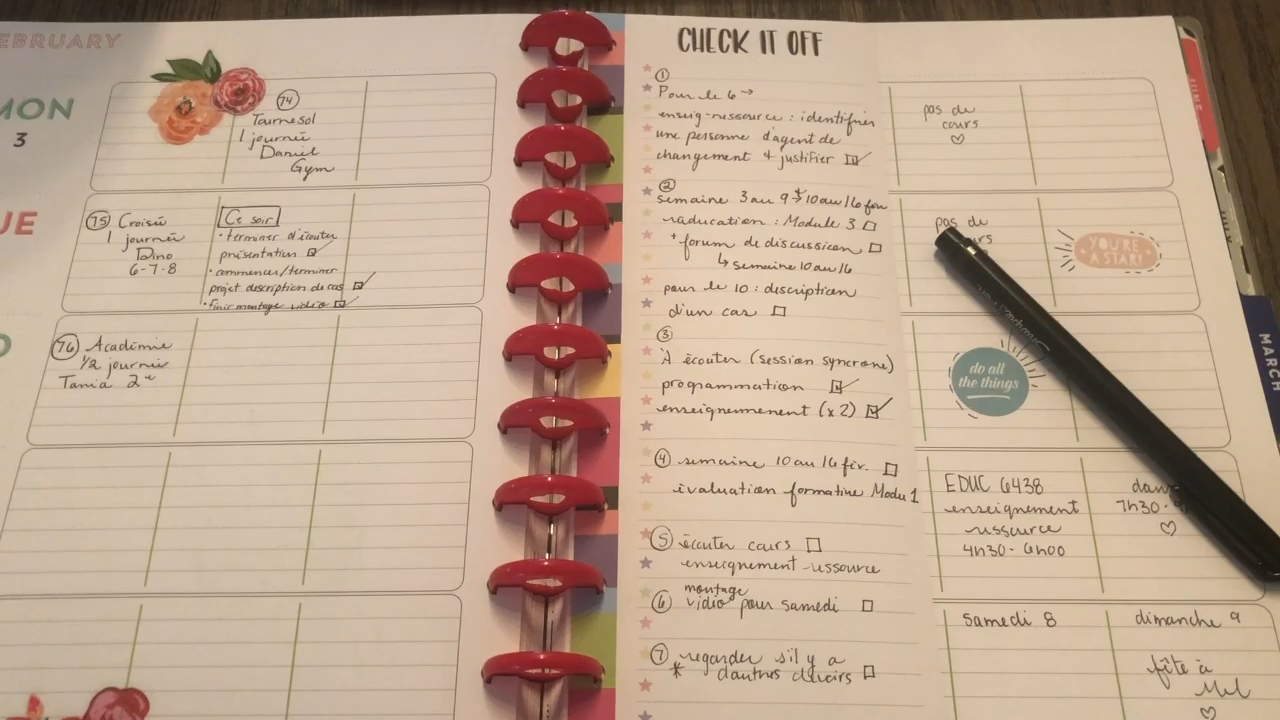 FEBRUARY
MON
3
74
Tournesol
1 journée
Daniel
Gym
UE
75 Croisée
1 journée
Dino
6-7-8
Ce soir
• terminer d'écouter
présentation
• commencer/terminer
projet description de cas
• finir montage vidéo
76 Académie
1/2 journée
Tania 2e
CHECK IT OFF
1
Pour le 6 →
enseig-ressource : identifier
une personne d'agent de
changement + justifier
2
semaine 3 au 9 + 10 au 16 fév
réeducation : Module 3
+ forum de discussion
↳ semaine 10 au 16
pour le 10 : description
d'un cas
3
À écouter (session syncrone)
programmation
enseignement (x2)
4 semaine 10 au 16 fév.
évaluation formative Modu 1
5 écouter cours
enseignement-ressource
montage
6 vidéo pour samedi
7 regarder s'il y a
* d'autres devoirs
pas de
cours
♡
pas de
YOU'RE
A STAR!
do all
the things
EDUC 6438
enseignement
ressource
4h30-6h00
7h30
♡
samedi 8
dimanche 9
fête à
Mel
♡
JUNE
MARCH